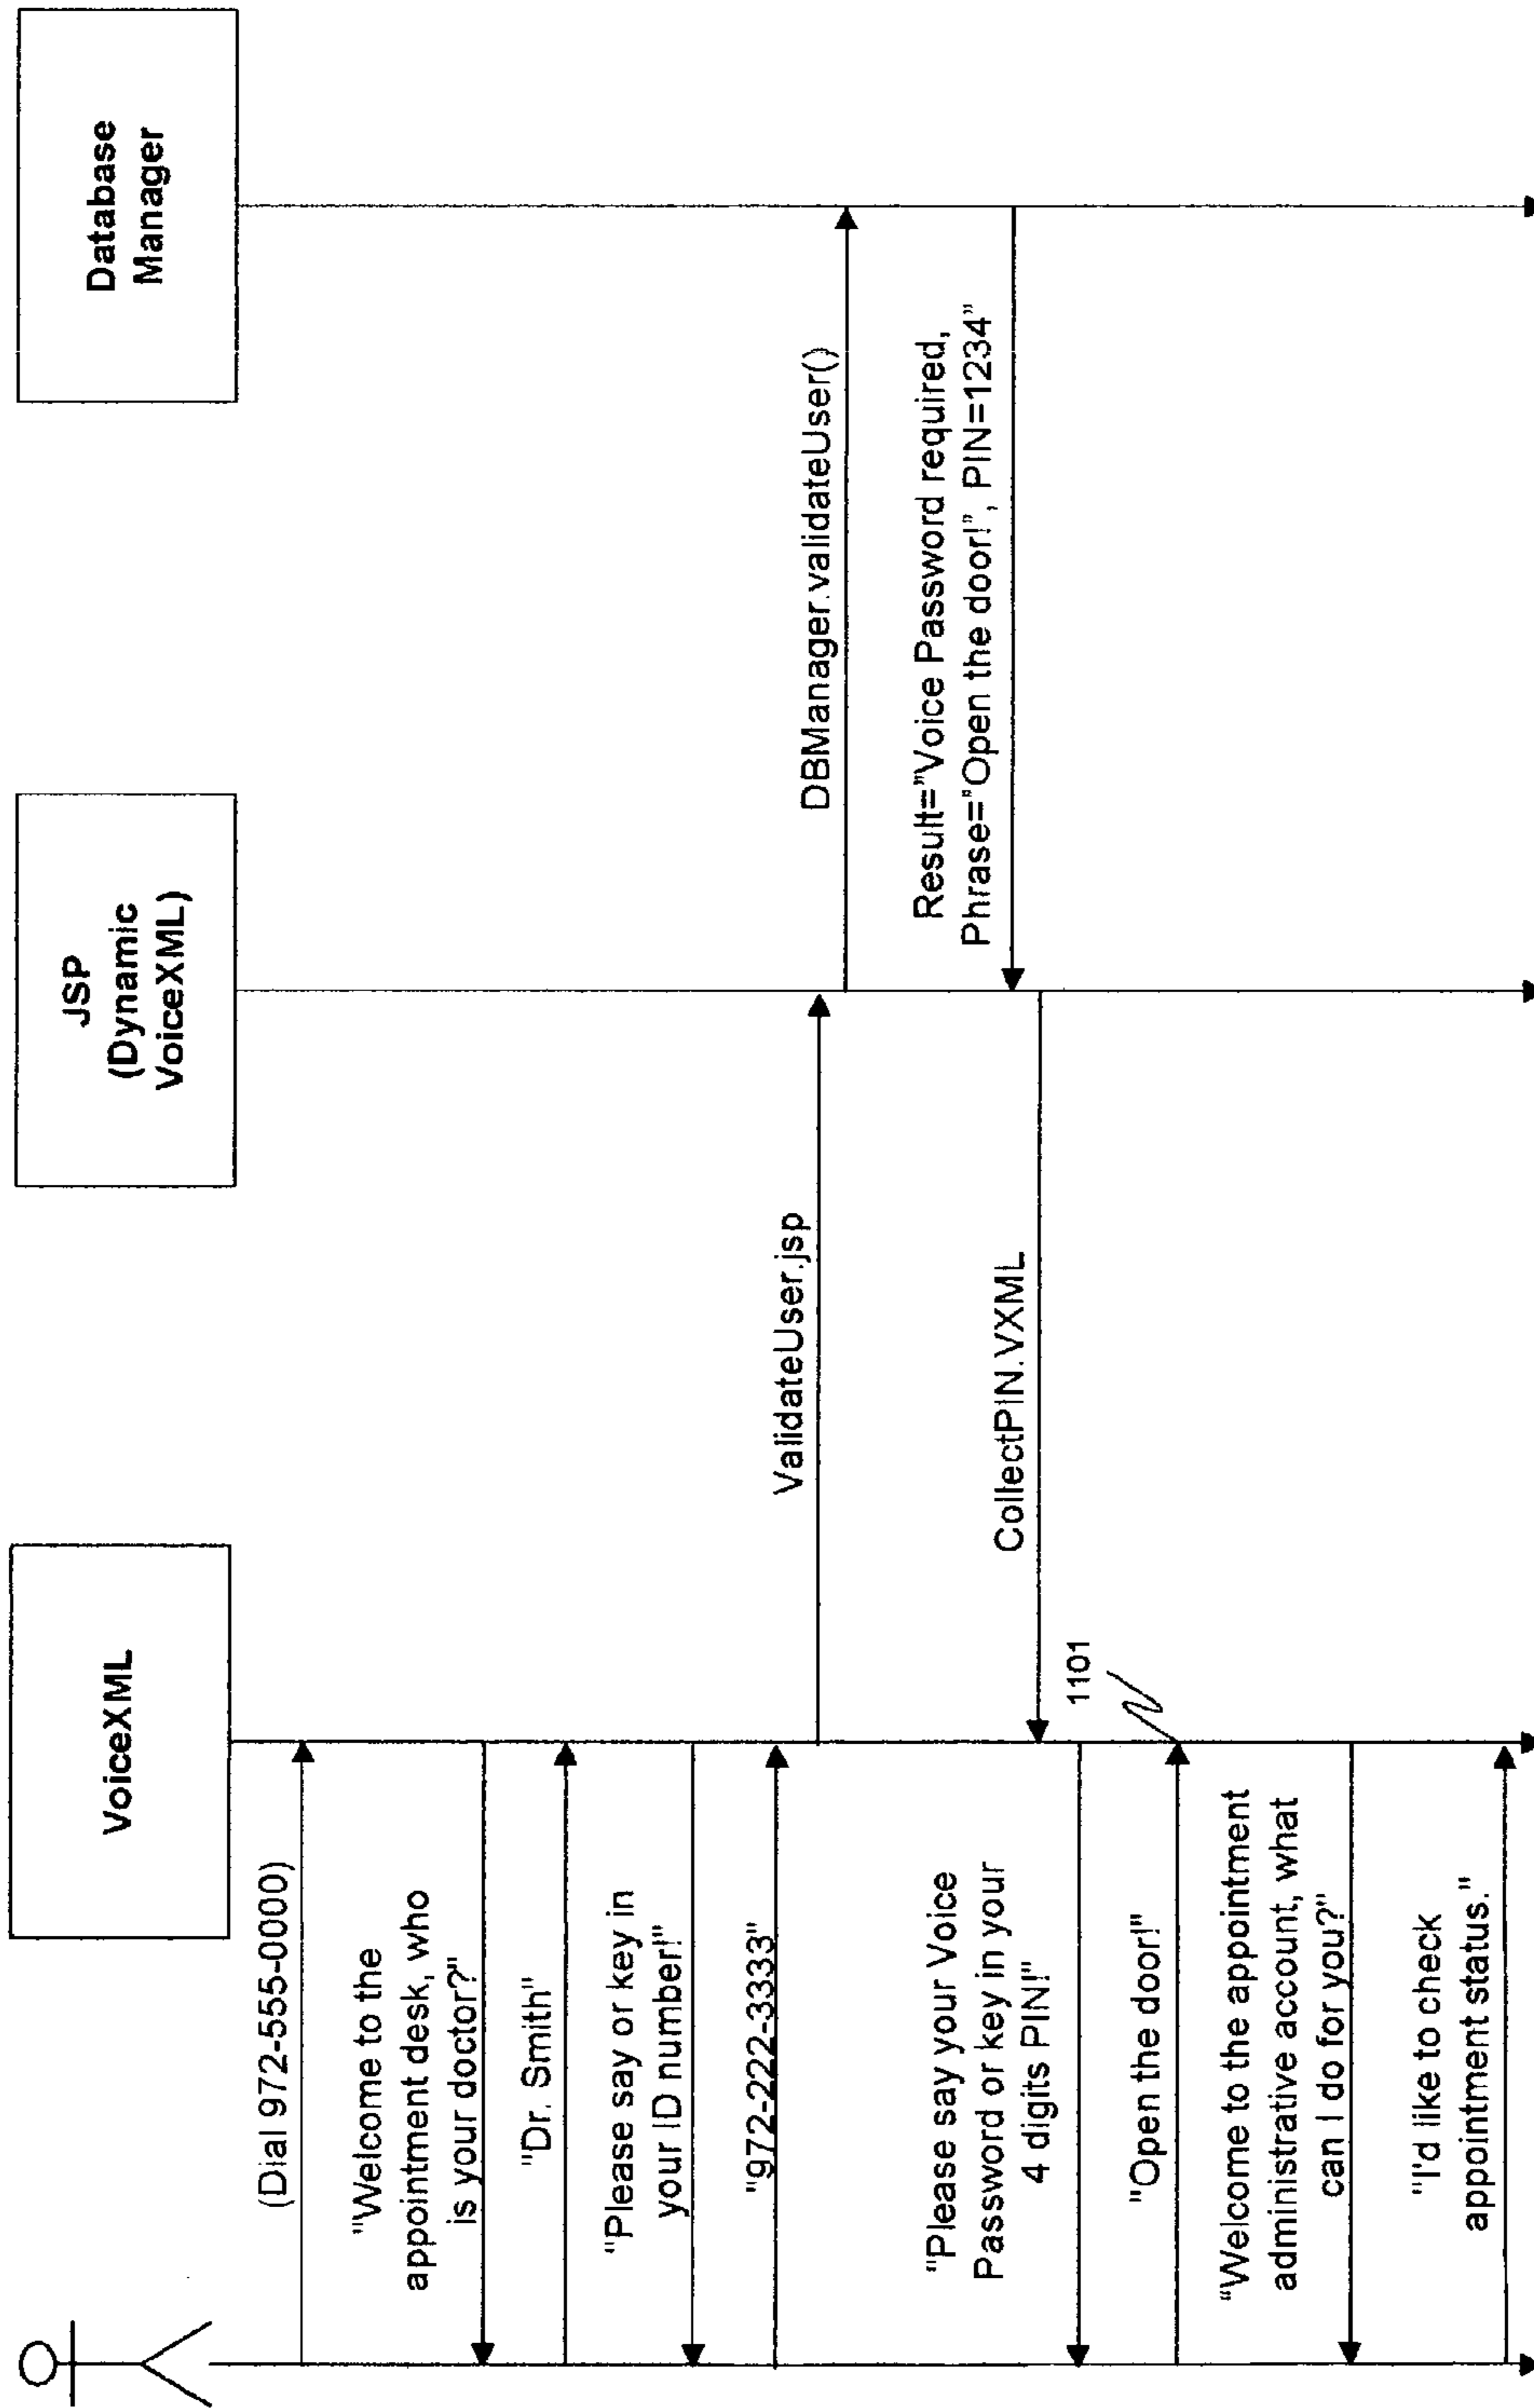 VoiceXML
JSP
(Dynamic
VoiceXML)
Database
Manager
(Dial 972-555-0000)
"Welcome to the
appointment desk, who
is your doctor?"
"Dr. Smith"
"Please say or key in
your ID number!"
"972-222-3333"
ValidateUser.jsp
DBManager.validateUser()
Result="Voice Password required,
Phrase="Open the door!", PIN=1234"
CollectPIN.VXML
"Please say your Voice
Password or key in your
4 digits PIN!"
1101
"Open the door!"
"Welcome to the appointment
administrative account, what
can I do for you?"
"I'd like to check
appointment status."